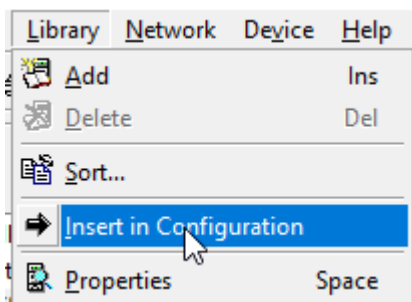 Library Network Device Help
Add Ins
Delete Del
Sort...
Insert in Configuration
Properties Space